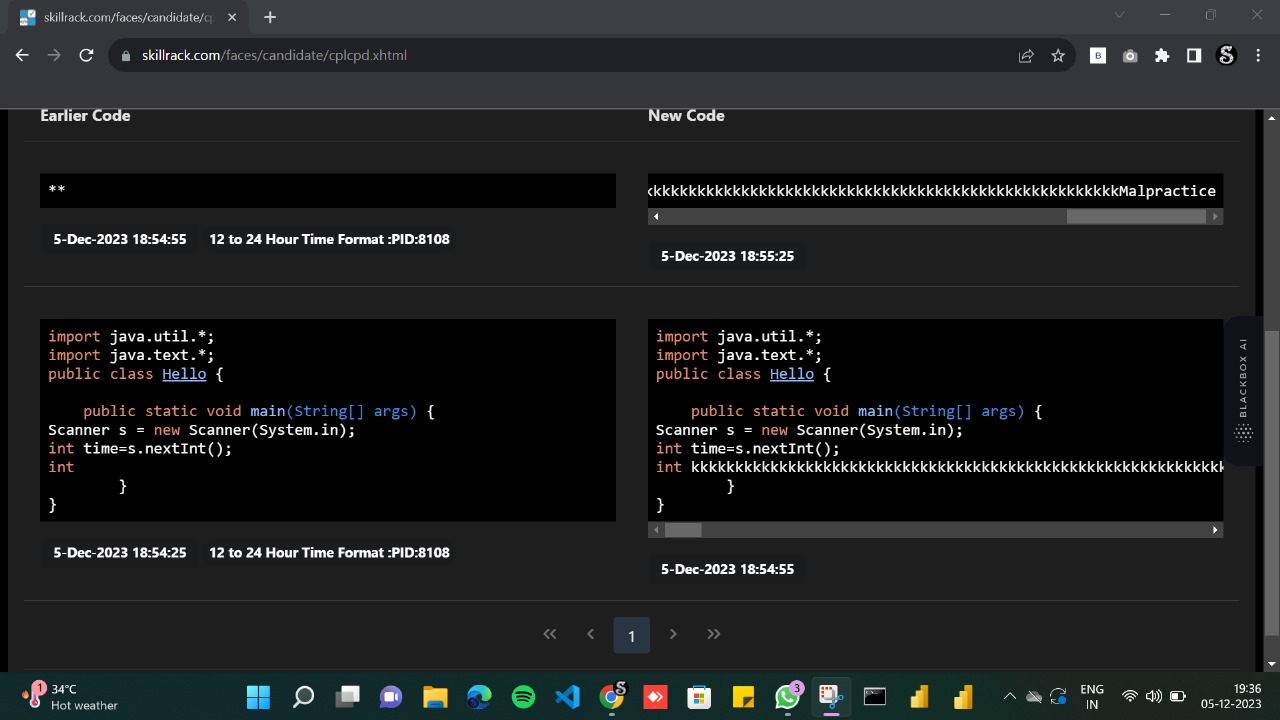 skillrack.com/faces/candidate/cp
skillrack.com/faces/candidate/cplcpd.xhtml
Earlier Code
New Code
**
kkkkkkkkkkkkkkkkkkkkkkkkkkkkkkkkkkkkkkkkkkkkkkkkkkkkkMalpractice
5-Dec-2023 18:54:55 12 to 24 Hour Time Format :PID:8108
5-Dec-2023 18:55:25
import java.util.*;
import java.text.*;
public class Hello {
public static void main(String[] args) {
Scanner s = new Scanner(System.in);
int time=s.nextInt();
int
}
}
5-Dec-2023 18:54:25 12 to 24 Hour Time Format :PID:8108
import java.util.*;
import java.text.*;
public class Hello {
public static void main(String[] args) {
Scanner s = new Scanner(System.in);
int time=s.nextInt();
int kkkkkkkkkkkkkkkkkkkkkkkkkkkkkkkkkkkkkkkkkkkkkkkkkkkkkkkkkkkkk
}
}
5-Dec-2023 18:54:55
BLACKBOX AI
1
1
34°C
Hot weather
3
ENG
IN
19:36
05-12-2023